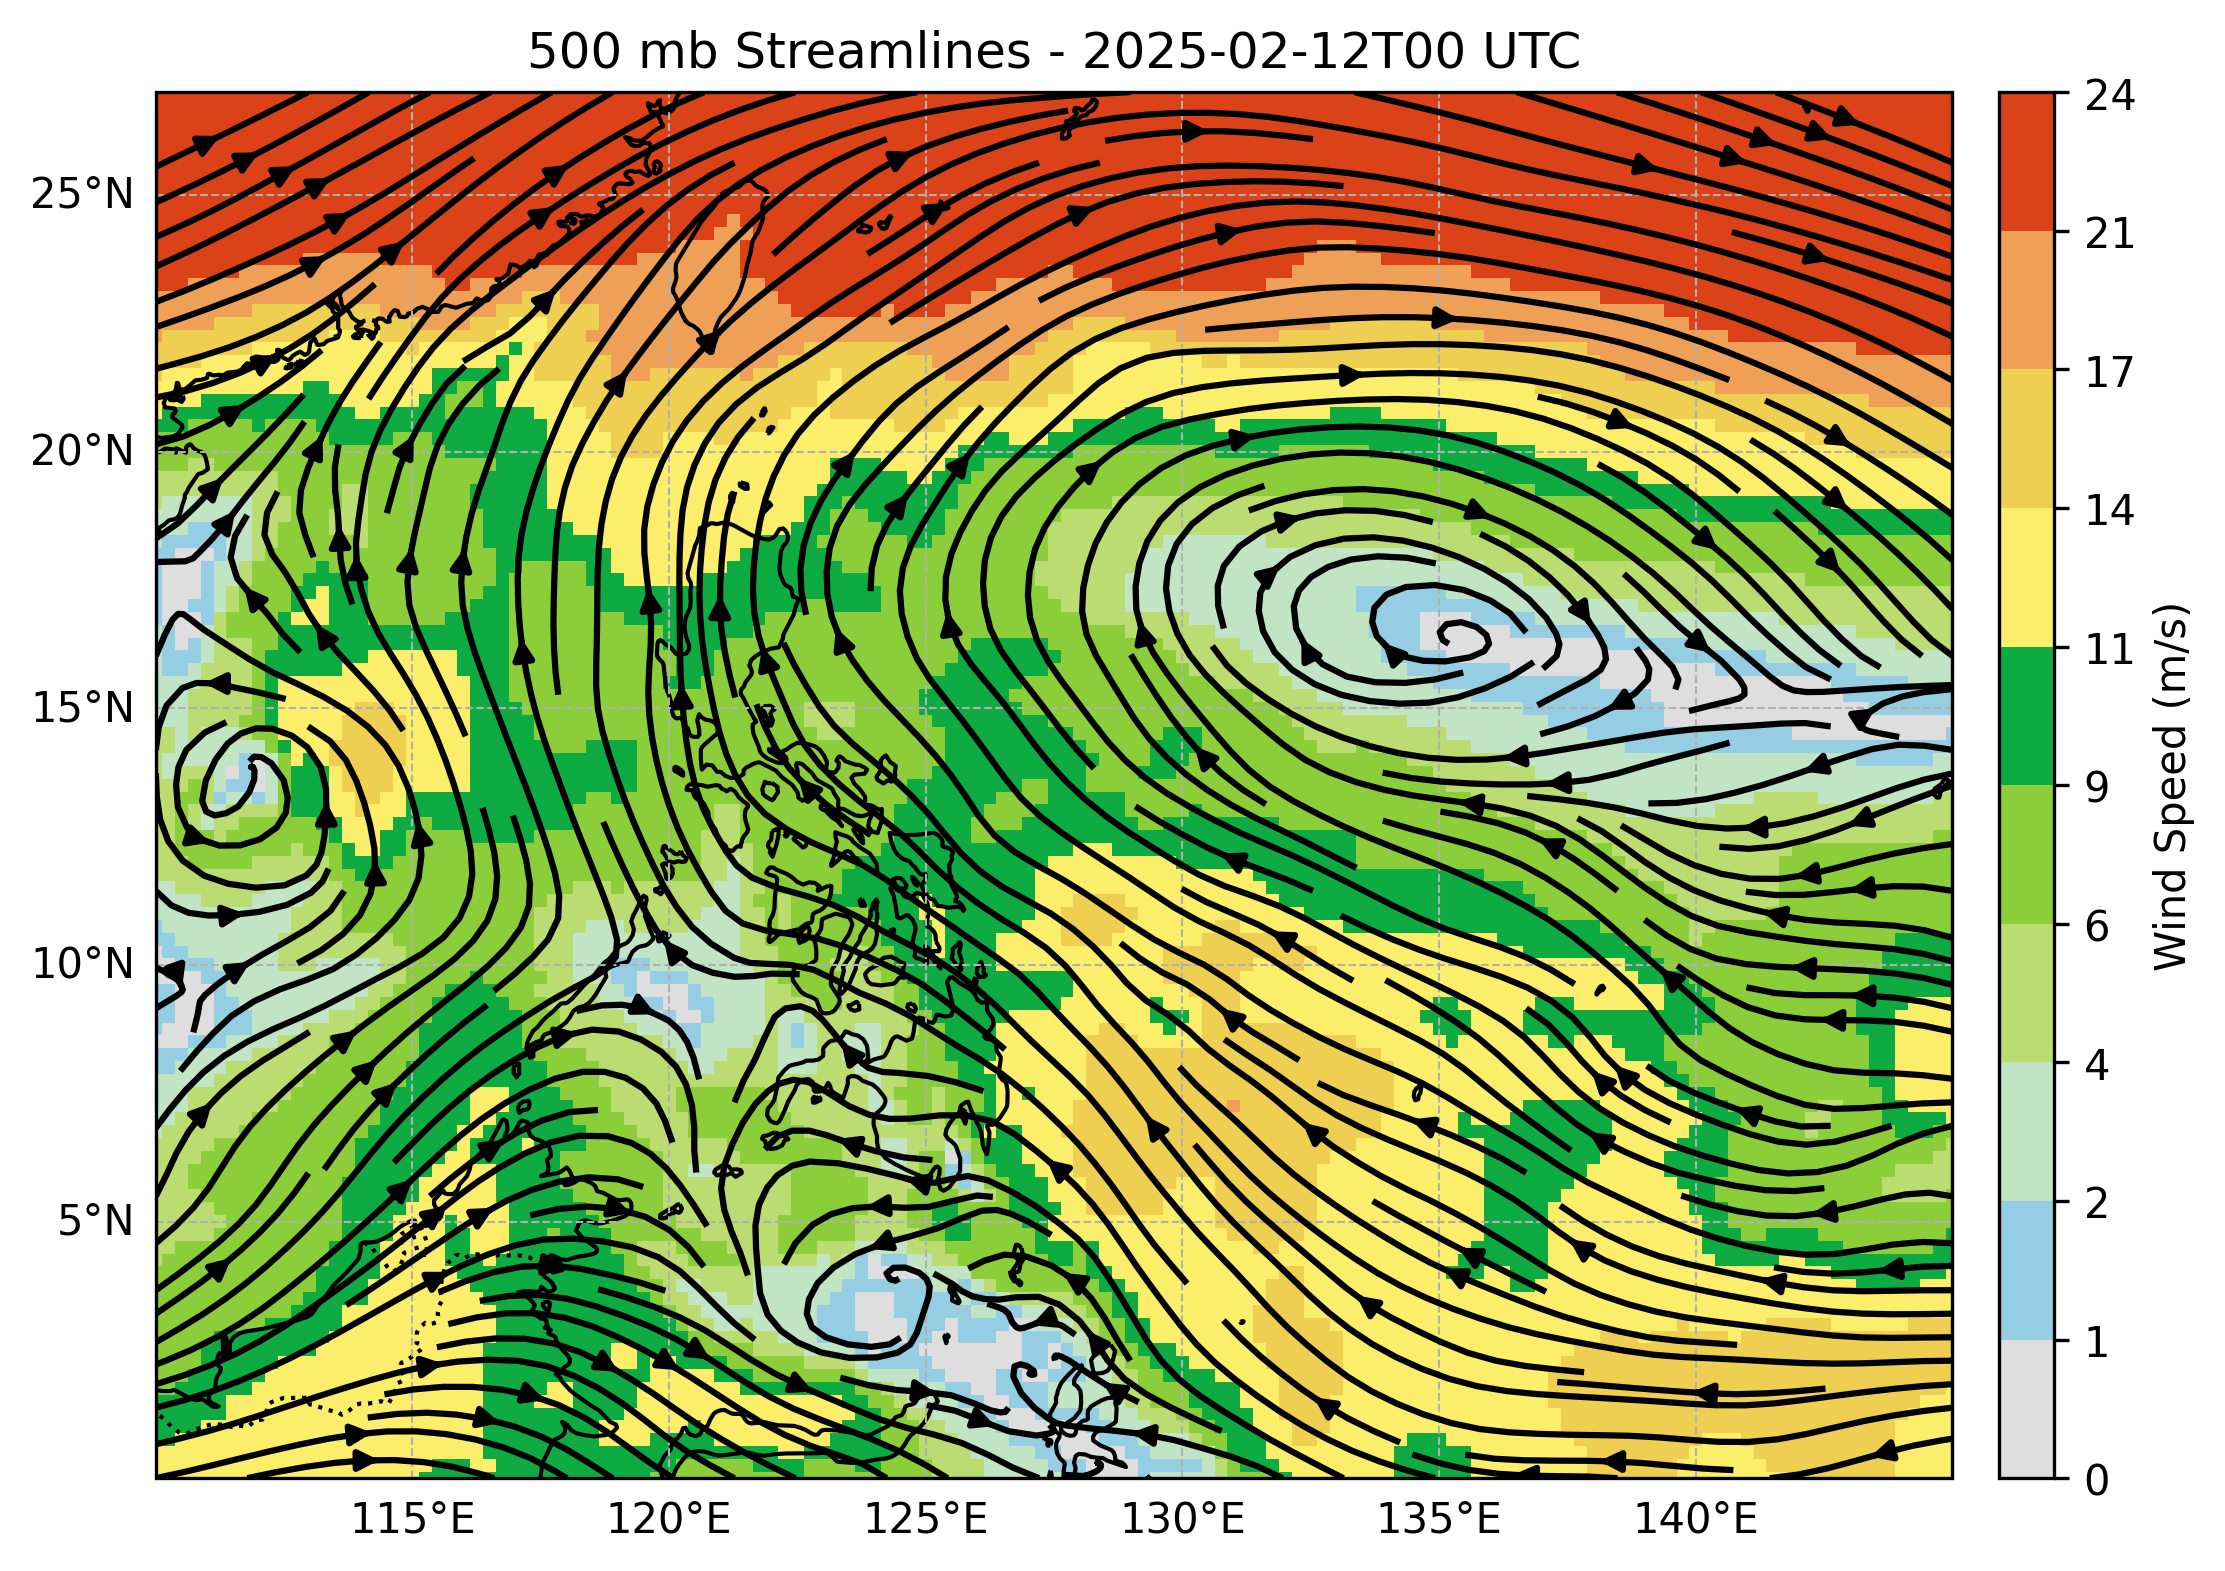 500 mb Streamlines - 2025-02-12T00 UTC
25°N
20°N
15°N
10°N
5°N
115°E
120°E
125°E
130°E
135°E
140°E
24
21
17
14
11
9
6
4
2
1
0
Wind Speed (m/s)